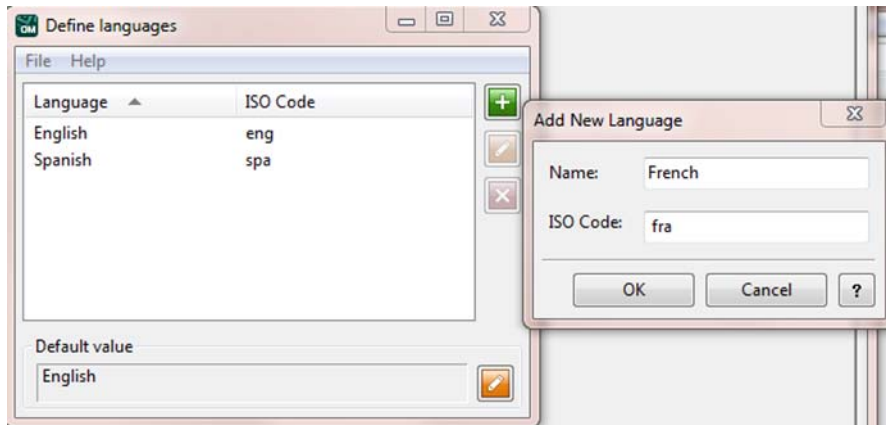 OM Define languages
File Help
Language ISO Code
English eng
Spanish spa
Default value
English
Add New Language
Name: French
ISO Code: fra
OK Cancel ?